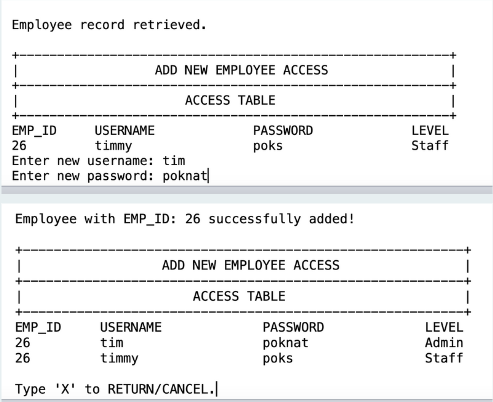 Employee record retrieved.
+----------------------------------------------------------+
| ADD NEW EMPLOYEE ACCESS |
+----------------------------------------------------------+
| ACCESS TABLE |
+----------------------------------------------------------+
EMP_ID USERNAME PASSWORD LEVEL
26 timmy poks Staff
Enter new username: tim
Enter new password: poknat
Employee with EMP_ID: 26 successfully added!
+----------------------------------------------------------+
| ADD NEW EMPLOYEE ACCESS |
+----------------------------------------------------------+
| ACCESS TABLE |
+----------------------------------------------------------+
EMP_ID USERNAME PASSWORD LEVEL
26 tim poknat Admin
26 timmy poks Staff
Type 'X' to RETURN/CANCEL.